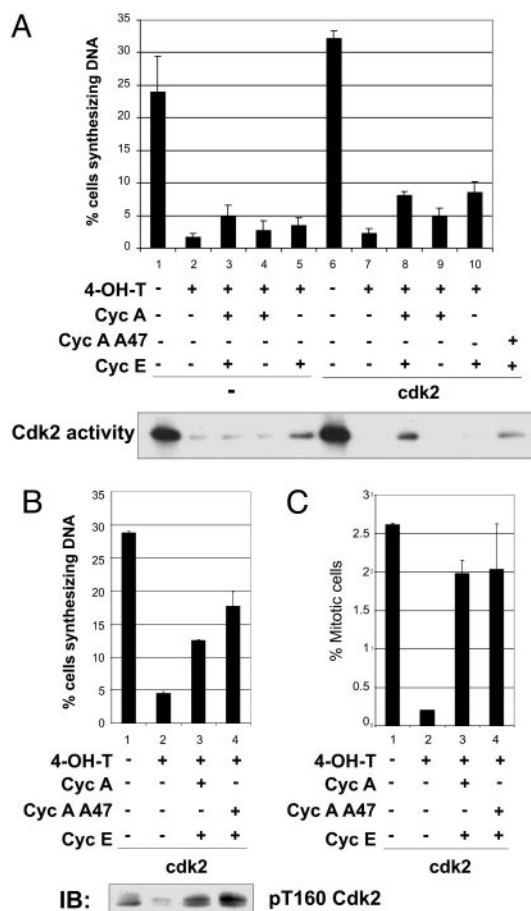 A
% cells synthesizing DNA
35
30
25
20
15
10
5
0
1 2 3 4 5 6 7 8 9 10
4-OH-T - + + + + - + + + +
Cyc A - - + + - - - + + -
Cyc A A47 - +
Cyc E - - + - + - - + - + +
- cdk2
Cdk2 activity
B
% cells synthesizing DNA
35
30
25
20
15
10
5
0
1 2 3 4
4-OH-T - + + +
Cyc A - - + -
Cyc A A47 - - - +
Cyc E - - + +
cdk2
IB: pT160 Cdk2
C
% Mitotic cells
3
2.5
2
1.5
1
0.5
0
1 2 3 4
4-OH-T - + + +
Cyc A - - + -
Cyc A A47 - - - +
Cyc E - - + +
cdk2